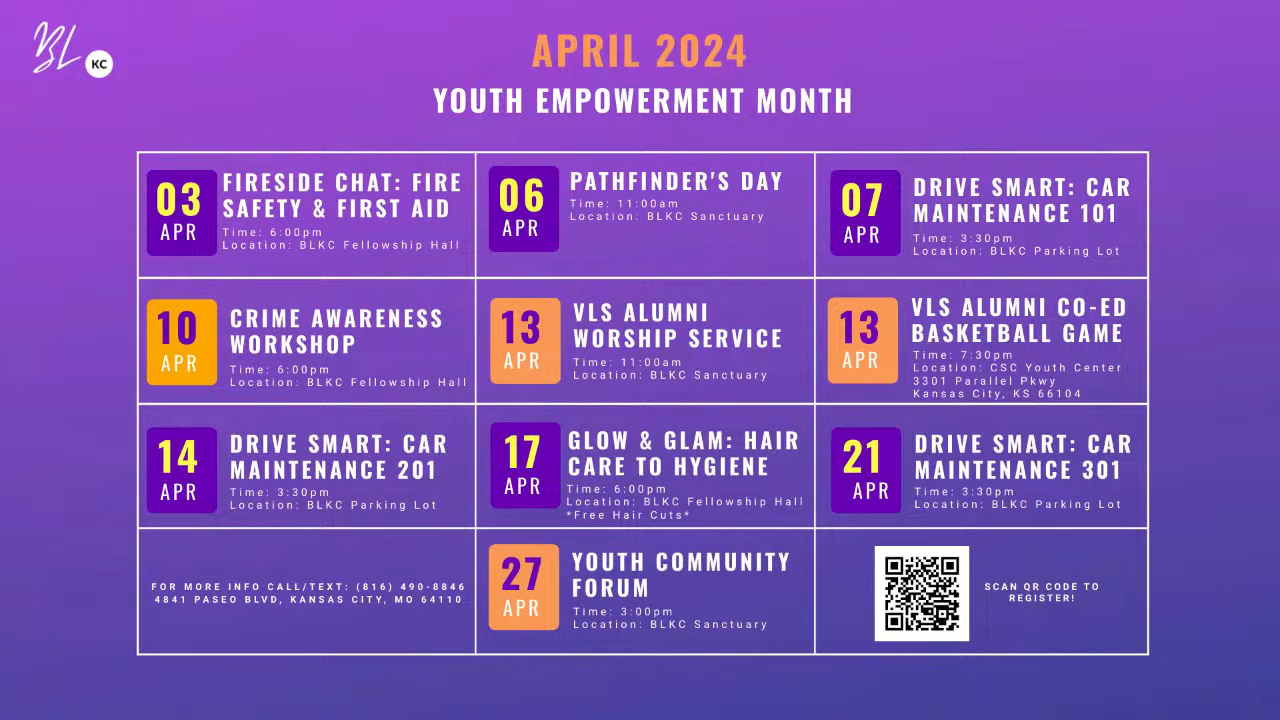 BL
KC
APRIL 2024
YOUTH EMPOWERMENT MONTH
03
APR
FIRESIDE CHAT: FIRE
SAFETY & FIRST AID
Time: 6:00pm
Location: BLKC Fellowship Hall
06
APR
PATHFINDER'S DAY
Time: 11:00am
Location: BLKC Sanctuary
07
APR
DRIVE SMART: CAR
MAINTENANCE 101
Time: 3:30pm
Location: BLKC Parking Lot
10
APR
CRIME AWARENESS
WORKSHOP
Time: 6:00pm
Location: BLKC Fellowship Hall
13
APR
VLS ALUMNI
WORSHIP SERVICE
Time: 11:00am
Location: BLKC Sanctuary
13
APR
VLS ALUMNI CO-ED
BASKETBALL GAME
Time: 7:30pm
Location: CSC Youth Center
3301 Parallel Pkwy
Kansas City, KS 66104
14
APR
DRIVE SMART: CAR
MAINTENANCE 201
Time: 3:30pm
Location: BLKC Parking Lot
17
APR
GLOW & GLAM: HAIR
CARE TO HYGIENE
Time: 6:00pm
Location: BLKC Fellowship Hall
*Free Hair Cuts*
21
APR
DRIVE SMART: CAR
MAINTENANCE 301
Time: 3:30pm
Location: BLKC Parking Lot
FOR MORE INFO CALL/TEXT: (816) 490-8846
4841 PASEO BLVD, KANSAS CITY, MO 64110
27
APR
YOUTH COMMUNITY
FORUM
Time: 3:00pm
Location: BLKC Sanctuary
SCAN QR CODE TO
REGISTER!